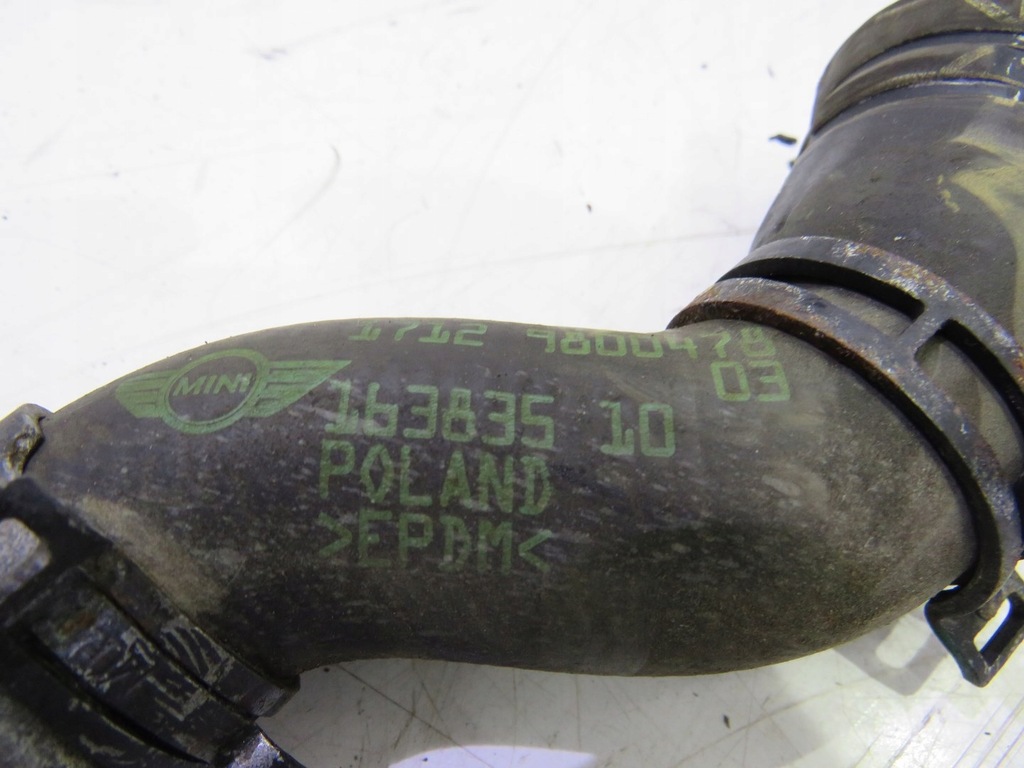 1712 9800478
03
MINI
163835 10
POLAND
>EPDM<